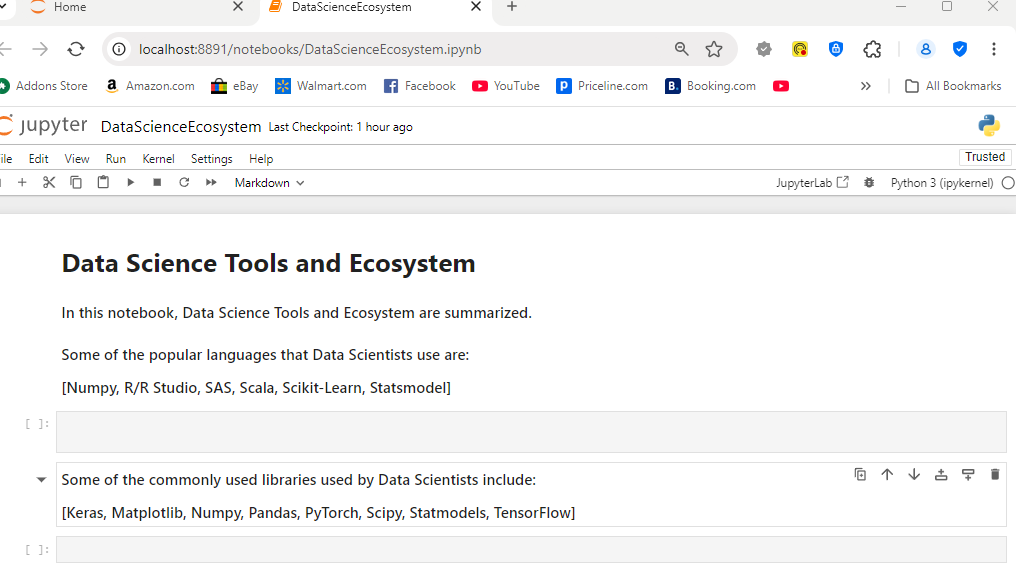 Home
DataScienceEcosystem
localhost:8891/notebooks/DataScienceEcosystem.ipynb
Addons Store a Amazon.com eBay Walmart.com Facebook YouTube P Priceline.com B. Booking.com All Bookmarks
jupyter DataScienceEcosystem Last Checkpoint: 1 hour ago
ile Edit View Run Kernel Settings Help
Trusted
Markdown JupyterLab Python 3 (ipykernel)
Data Science Tools and Ecosystem
In this notebook, Data Science Tools and Ecosystem are summarized.
Some of the popular languages that Data Scientists use are:
[Numpy, R/R Studio, SAS, Scala, Scikit-Learn, Statsmodel]
[ ]:
Some of the commonly used libraries used by Data Scientists include:
[Keras, Matplotlib, Numpy, Pandas, PyTorch, Scipy, Statmodels, TensorFlow]
[ ]: